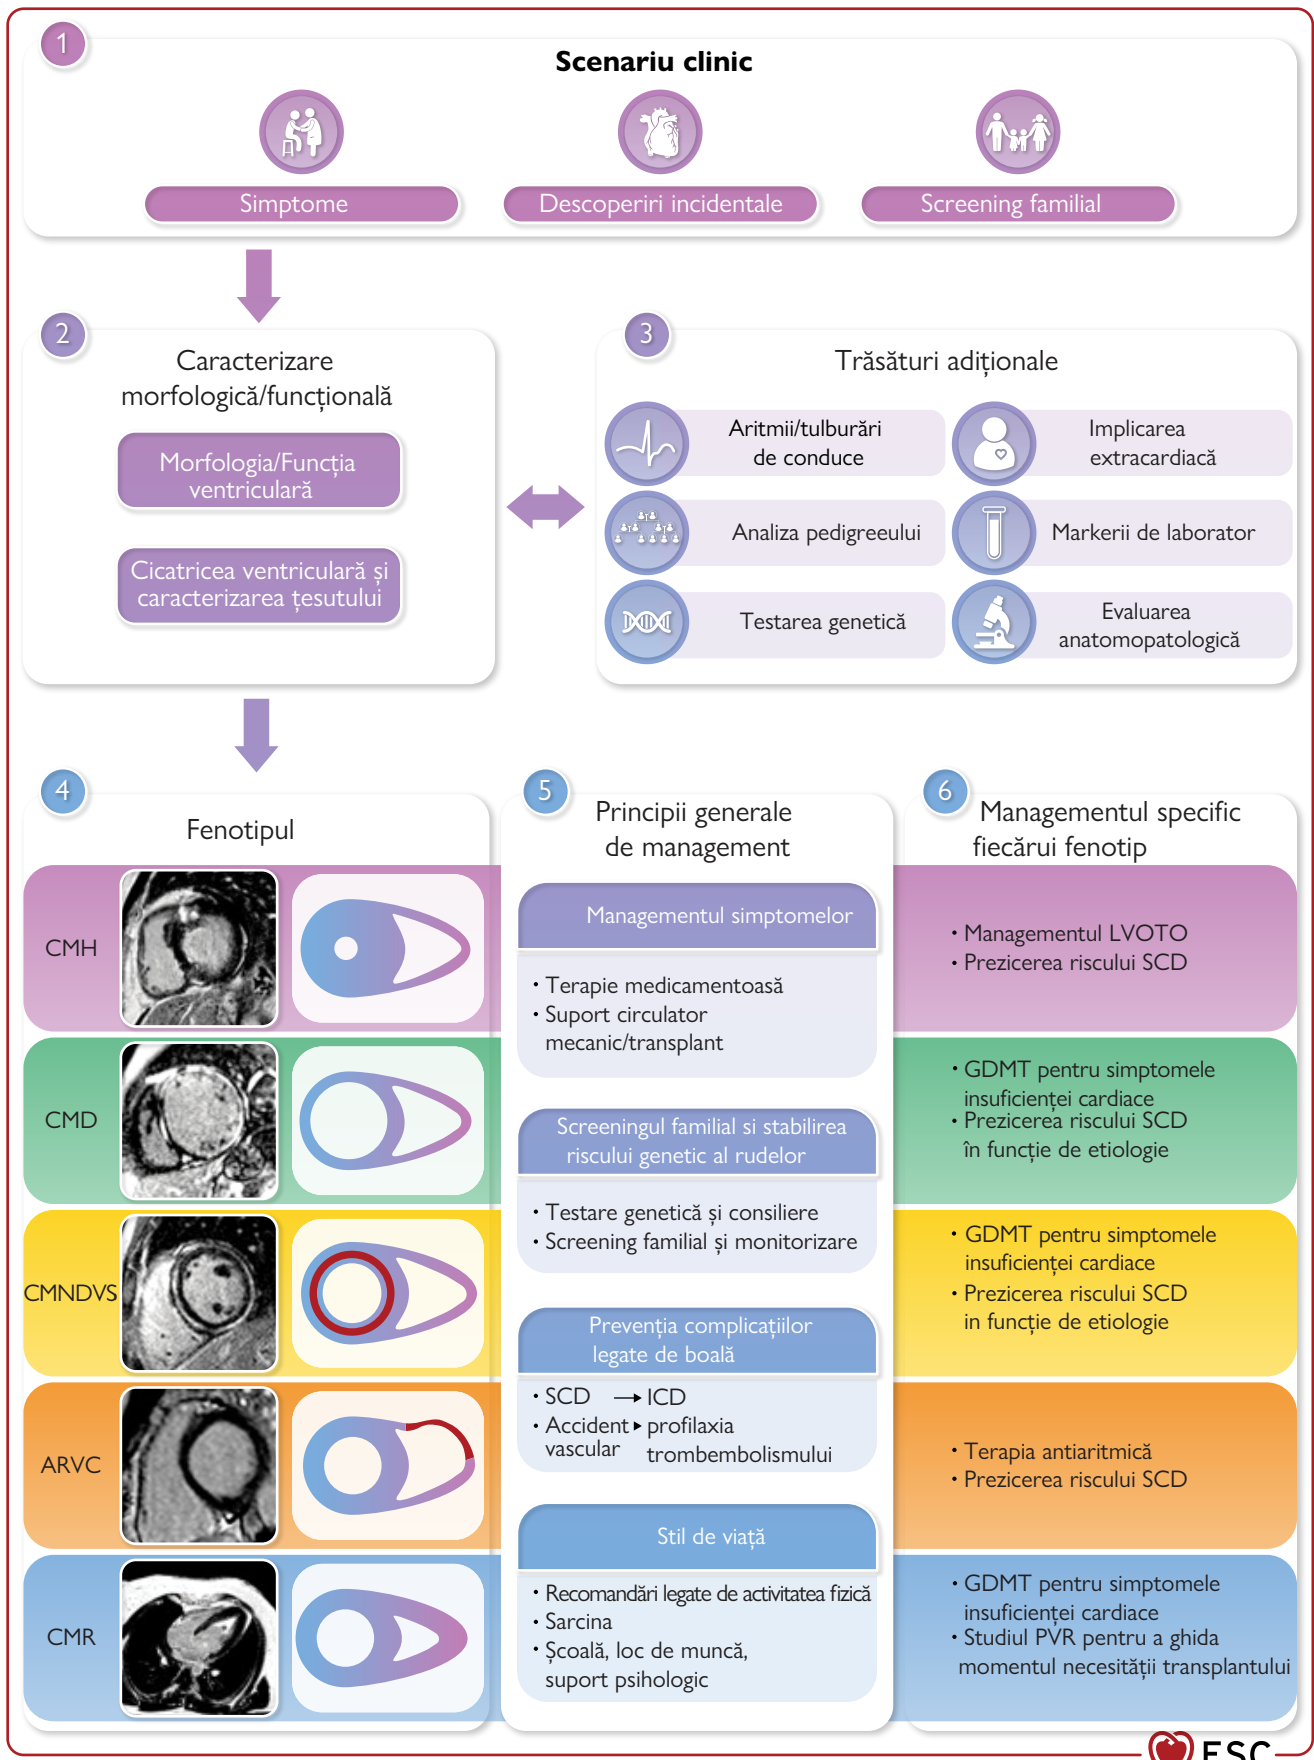 1
Scenariu clinic
Simptome
Descoperiri incidentale
Screening familial
2
Caracterizare
morfologică/funcțională
Morfologia/Funcția
ventriculară
Cicatricea ventriculară și
caracterizarea țesutului
3
Trăsături adiționale
Aritmii/tulburări
de conduce
Implicarea
extracardiacă
Analiza pedigreeului
Markerii de laborator
Testarea genetică
Evaluarea
anatomopatologică
4
Fenotipul
CMH
CMD
CMNDVS
ARVC
CMR
5
Principii generale
de management
Managementul simptomelor
• Terapie medicamentoasă
• Suport circulator
mecanic/transplant
Screeningul familial si stabilirea
riscului genetic al rudelor
• Testare genetică și consiliere
• Screening familial și monitorizare
Prevenția complicațiilor
legate de boală
• SCD → ICD
• Accident ▸ profilaxia
vascular trombembolismului
Stil de viață
• Recomandări legate de activitatea fizică
• Sarcina
• Școală, loc de muncă,
suport psihologic
6
Managementul specific
fiecărui fenotip
• Managementul LVOTO
• Prezicerea riscului SCD
• GDMT pentru simptomele
insuficienței cardiace
• Prezicerea riscului SCD
în funcție de etiologie
• GDMT pentru simptomele
insuficienței cardiace
• Prezicerea riscului SCD
in funcție de etiologie
• Terapia antiaritmică
• Prezicerea riscului SCD
• GDMT pentru simptomele
insuficienței cardiace
• Studiul PVR pentru a ghida
momentul necesității transplantului
ESC